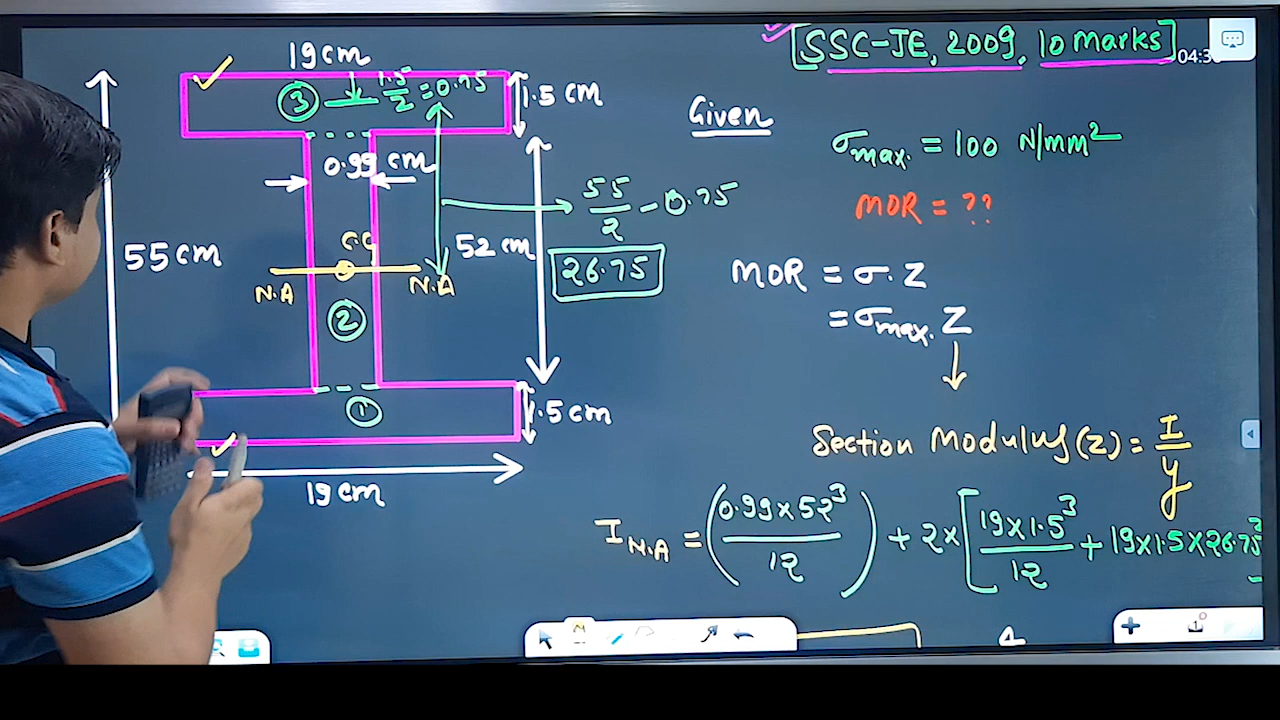 [SSC-JE, 2009, 10 Marks]
19 cm
③ 1.5/2 = 0.75
1.5 cm
Given
σmax. = 100 N/mm²
0.99 cm
MOR = ??
55/2 - 0.75
55 cm
C.G
52 cm
26.75
N.A
N.A
MOR = σ. Z
= σmax. Z
②
①
1.5 cm
Section Modulus (Z) = I/y
19 cm
I N.A = (0.99×52³/12) + 2×[19×1.5³/12 + 19×1.5×26.75²